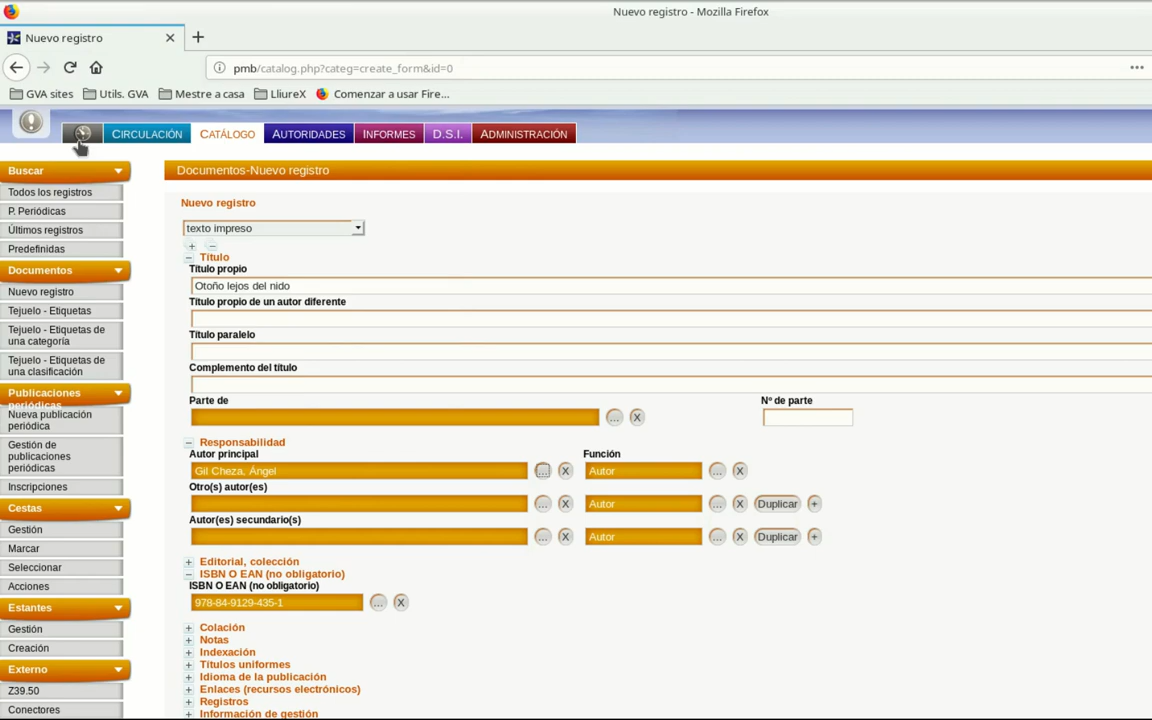 Nuevo registro - Mozilla Firefox
Nuevo registro
pmb/catalog.php?categ=create_form&id=0
GVA sites Utils. GVA Mestre a casa LliureX Comenzar a usar Fire...
CIRCULACIÓN CATÁLOGO AUTORIDADES INFORMES D.S.I. ADMINISTRACIÓN
Buscar
Todos los registros
P. Periódicas
Últimos registros
Predefinidas
Documentos
Nuevo registro
Tejuelo - Etiquetas
Tejuelo - Etiquetas de
una categoría
Tejuelo - Etiquetas de
una clasificación
Publicaciones
periódicas
Nueva publicación
periódica
Gestión de
publicaciones
periódicas
Inscripciones
Cestas
Gestión
Marcar
Seleccionar
Acciones
Estantes
Gestión
Creación
Externo
Z39.50
Conectores
Documentos-Nuevo registro
Nuevo registro
texto impreso
Título
Título propio
Otoño lejos del nido
Título propio de un autor diferente
Título paralelo
Complemento del título
Parte de Nº de parte
... X
Responsabilidad
Autor principal Función
Gil Cheza, Ángel ... X Autor ... X
Otro(s) autor(es)
... X Autor ... X Duplicar +
Autor(es) secundario(s)
... X Autor ... X Duplicar +
Editorial, colección
ISBN O EAN (no obligatorio)
ISBN O EAN (no obligatorio)
978-84-9129-435-1 ... X
Colación
Notas
Indexación
Títulos uniformes
Idioma de la publicación
Enlaces (recursos electrónicos)
Registros
Información de gestión